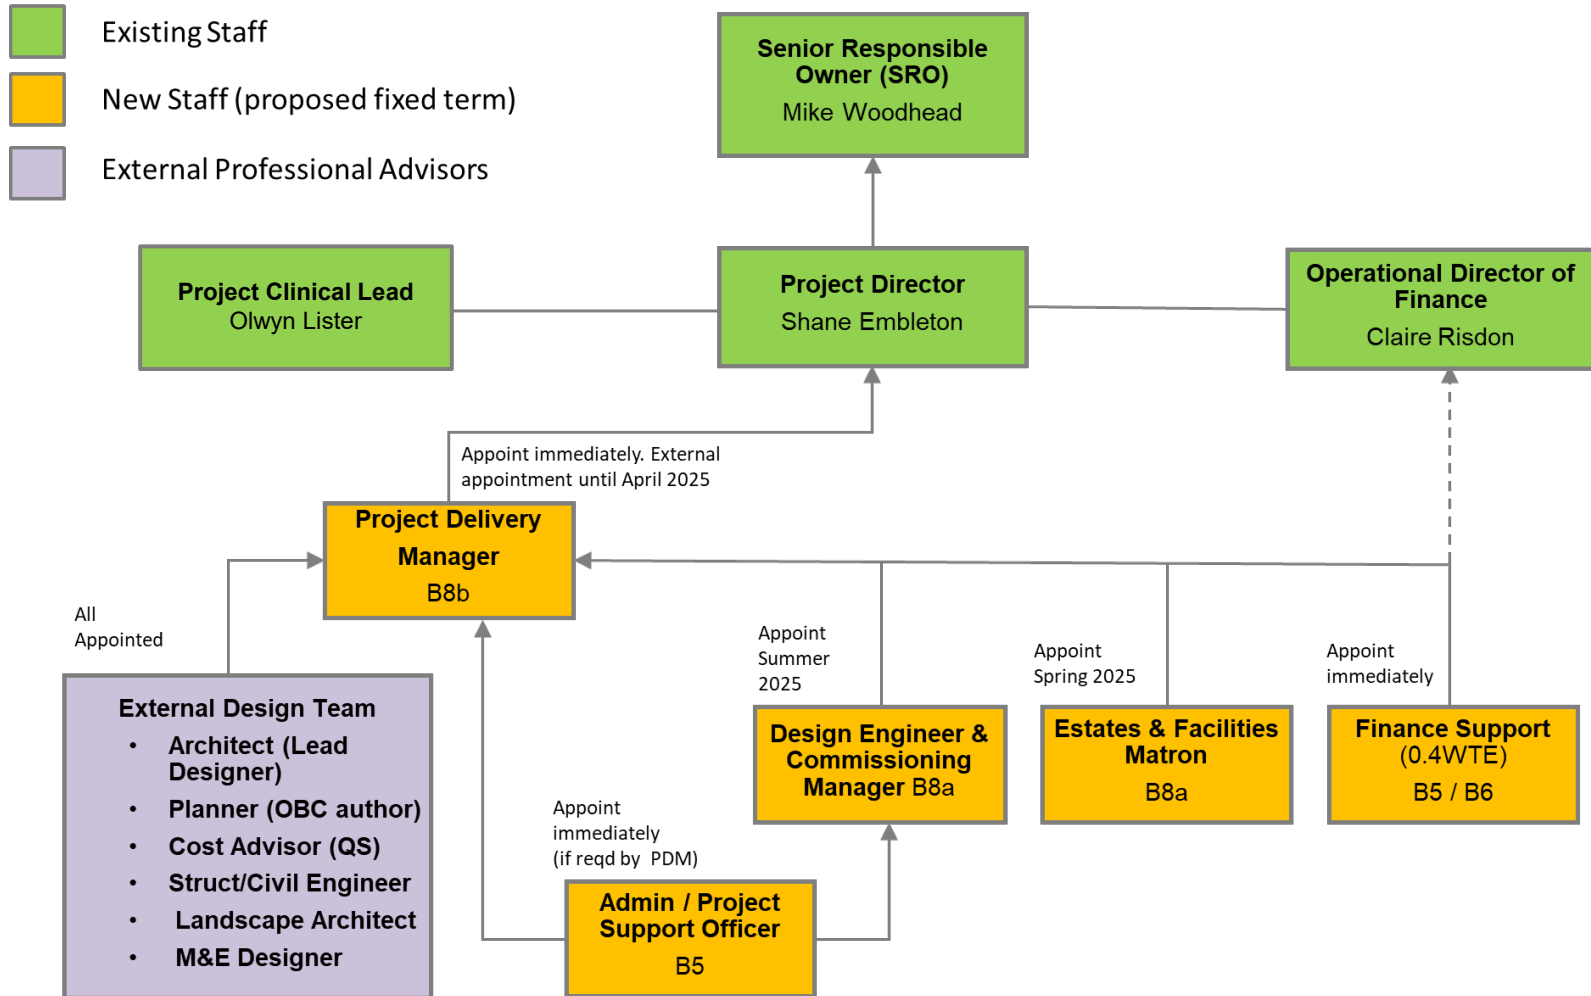 Existing Staff
New Staff (proposed fixed term)
External Professional Advisors
Senior Responsible
Owner (SRO)
Mike Woodhead
Project Clinical Lead
Olwyn Lister
Project Director
Shane Embleton
Operational Director of
Finance
Claire Risdon
Appoint immediately. External
appointment until April 2025
Project Delivery
Manager
B8b
All
Appointed
External Design Team
• Architect (Lead
Designer)
• Planner (OBC author)
• Cost Advisor (QS)
• Struct/Civil Engineer
• Landscape Architect
• M&E Designer
Appoint
immediately
(if reqd by PDM)
Admin / Project
Support Officer
B5
Appoint
Summer
2025
Design Engineer &
Commissioning
Manager B8a
Appoint
Spring 2025
Estates & Facilities
Matron
B8a
Appoint
immediately
Finance Support
(0.4WTE)
B5 / B6